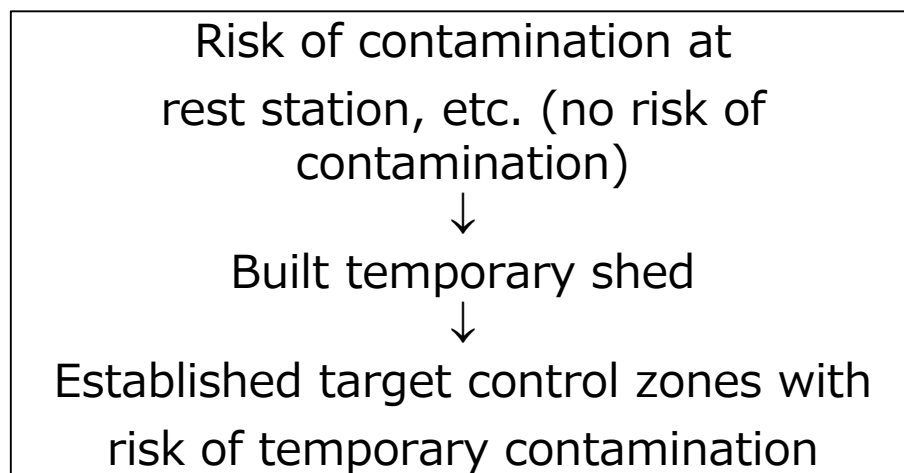 Risk of contamination at
rest station, etc. (no risk of
contamination)
↓
Built temporary shed
↓
Established target control zones with
risk of temporary contamination